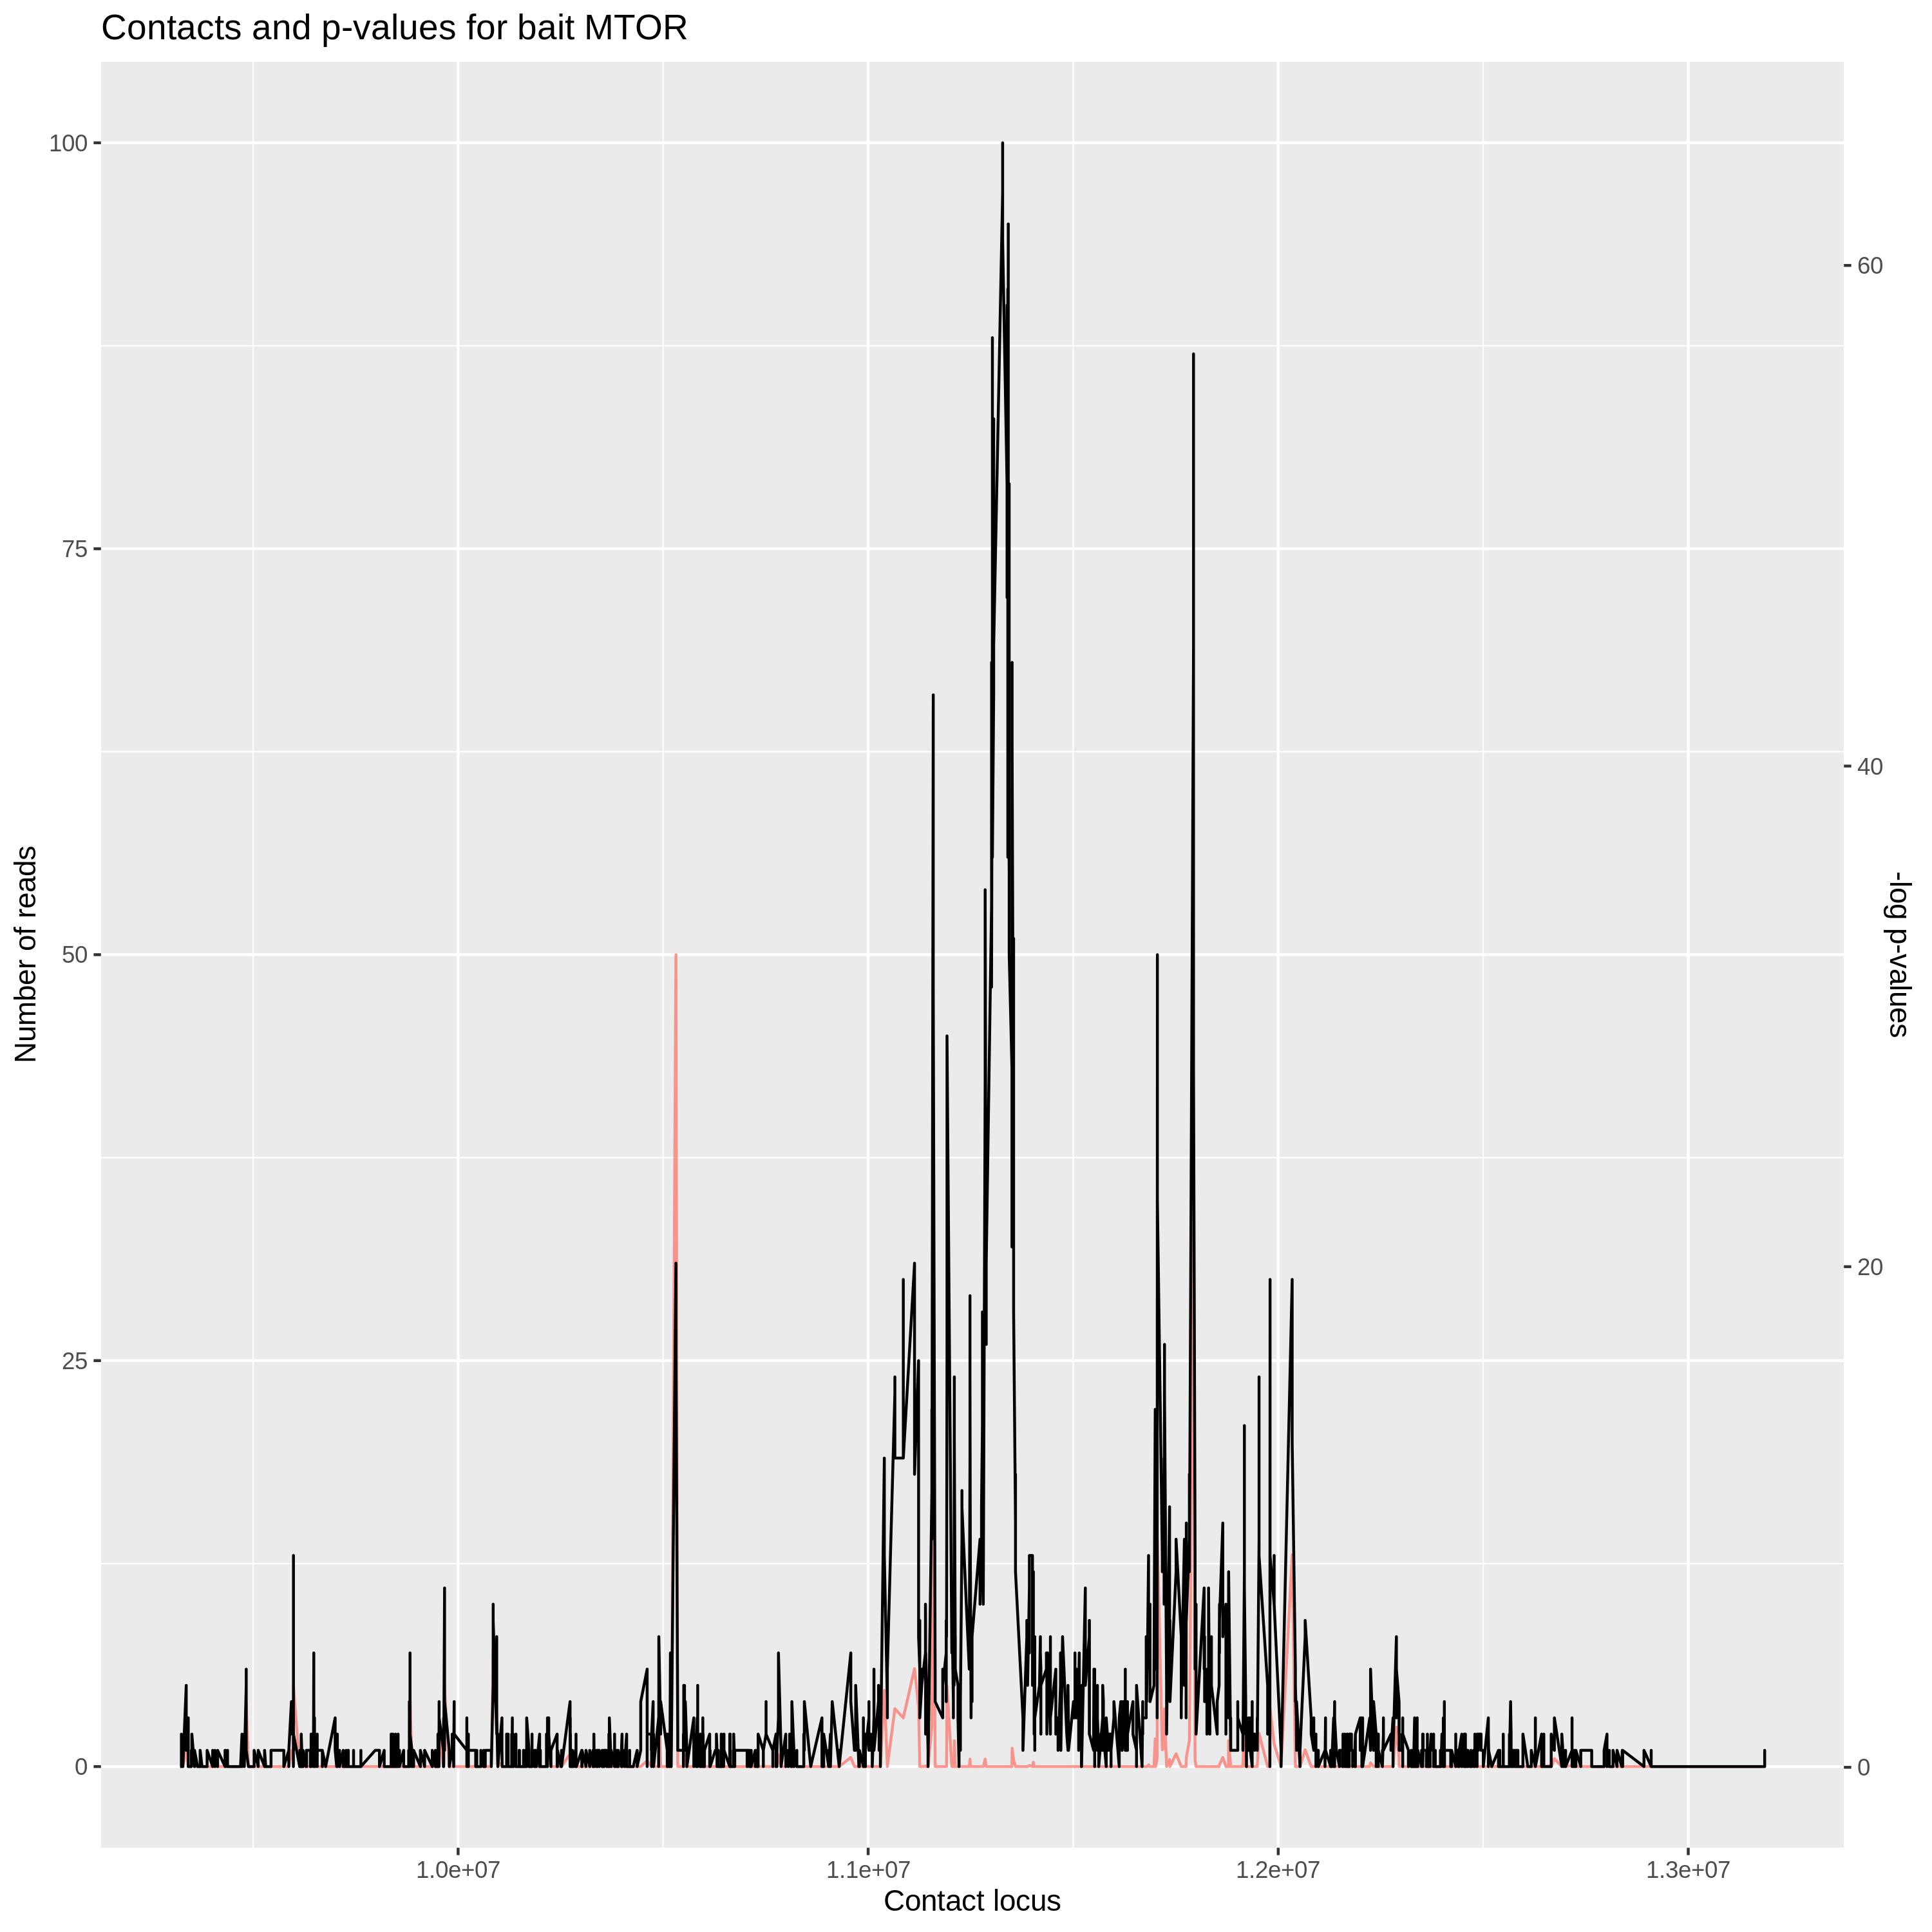 Contacts and p-values for bait MTOR
100
75
50
25
0
Number of reads
60
40
20
0
-log p-values
1.0e+07
1.1e+07
1.2e+07
1.3e+07
Contact locus